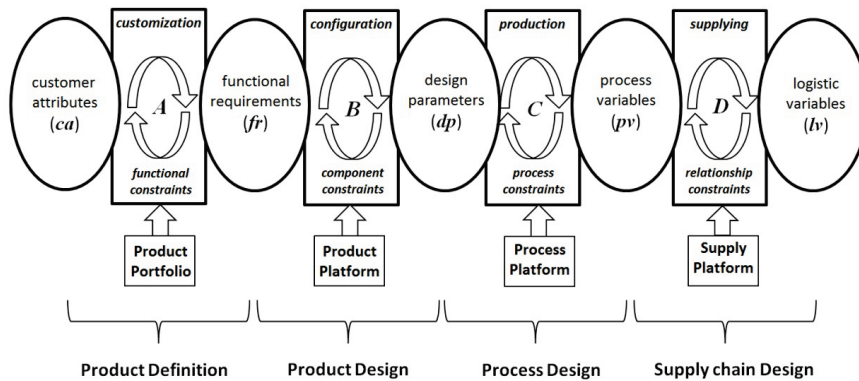 customization
configuration
production
supplying
customer
attributes
(ca)
A
functional
requirements
(fr)
B
design
parameters
(dp)
C
process
variables
(pv)
D
logistic
variables
(lv)
functional
constraints
component
constraints
process
constraints
relationship
constraints
Product
Portfolio
Product
Platform
Process
Platform
Supply
Platform
Product Definition
Product Design
Process Design
Supply chain Design